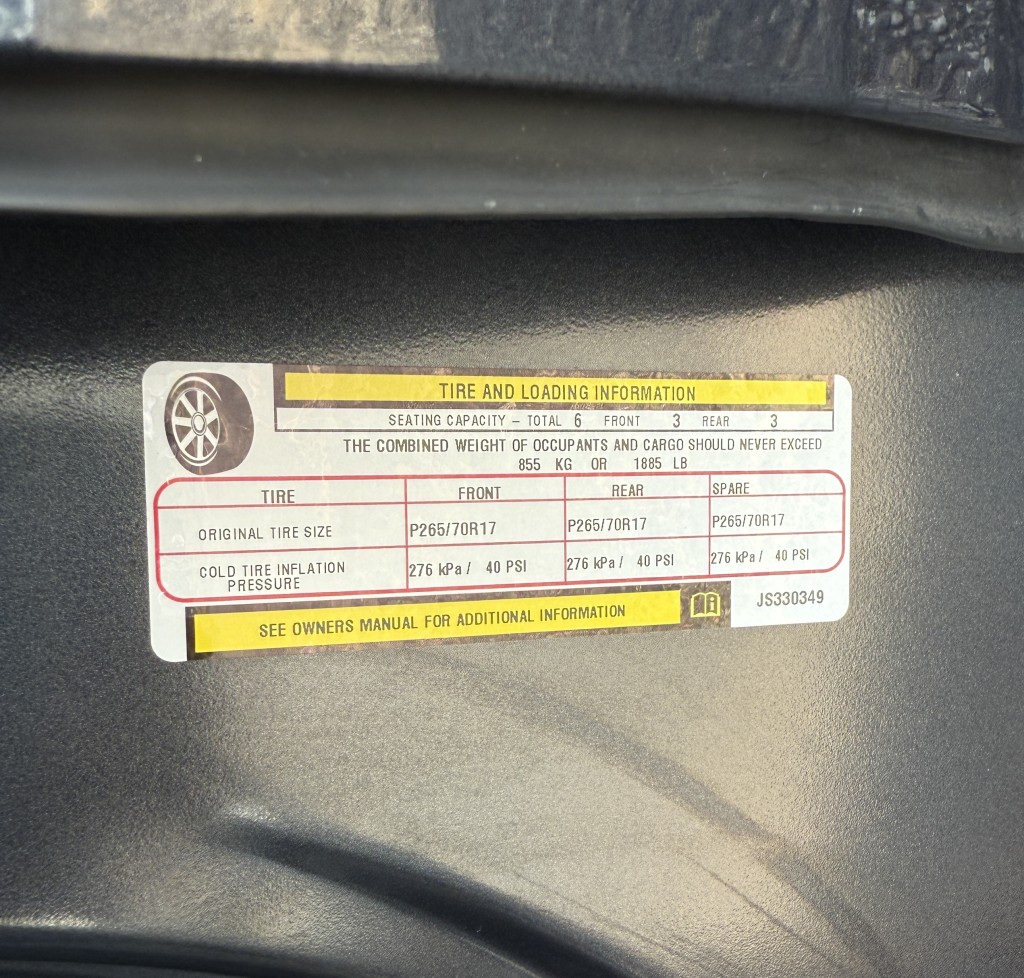 TIRE AND LOADING INFORMATION
SEATING CAPACITY – TOTAL 6 FRONT 3 REAR 3
THE COMBINED WEIGHT OF OCCUPANTS AND CARGO SHOULD NEVER EXCEED
855 KG OR 1885 LB
TIRE FRONT REAR SPARE
ORIGINAL TIRE SIZE P265/70R17 P265/70R17 P265/70R17
COLD TIRE INFLATION PRESSURE 276 kPa / 40 PSI 276 kPa / 40 PSI 276 kPa / 40 PSI
SEE OWNERS MANUAL FOR ADDITIONAL INFORMATION
JS330349